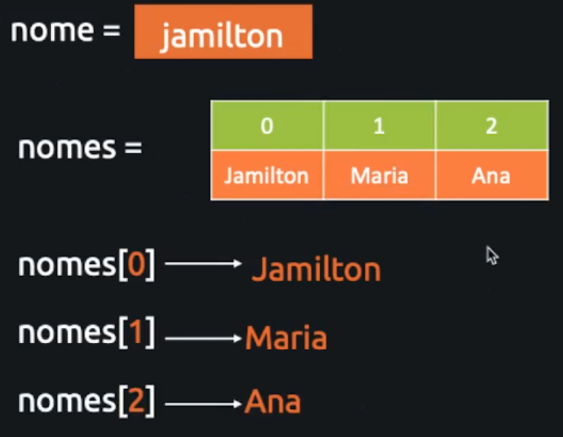 nome = jamilton
0 1 2
nomes =
Jamilton Maria Ana
nomes[0] Jamilton
nomes[1] Maria
nomes[2] Ana